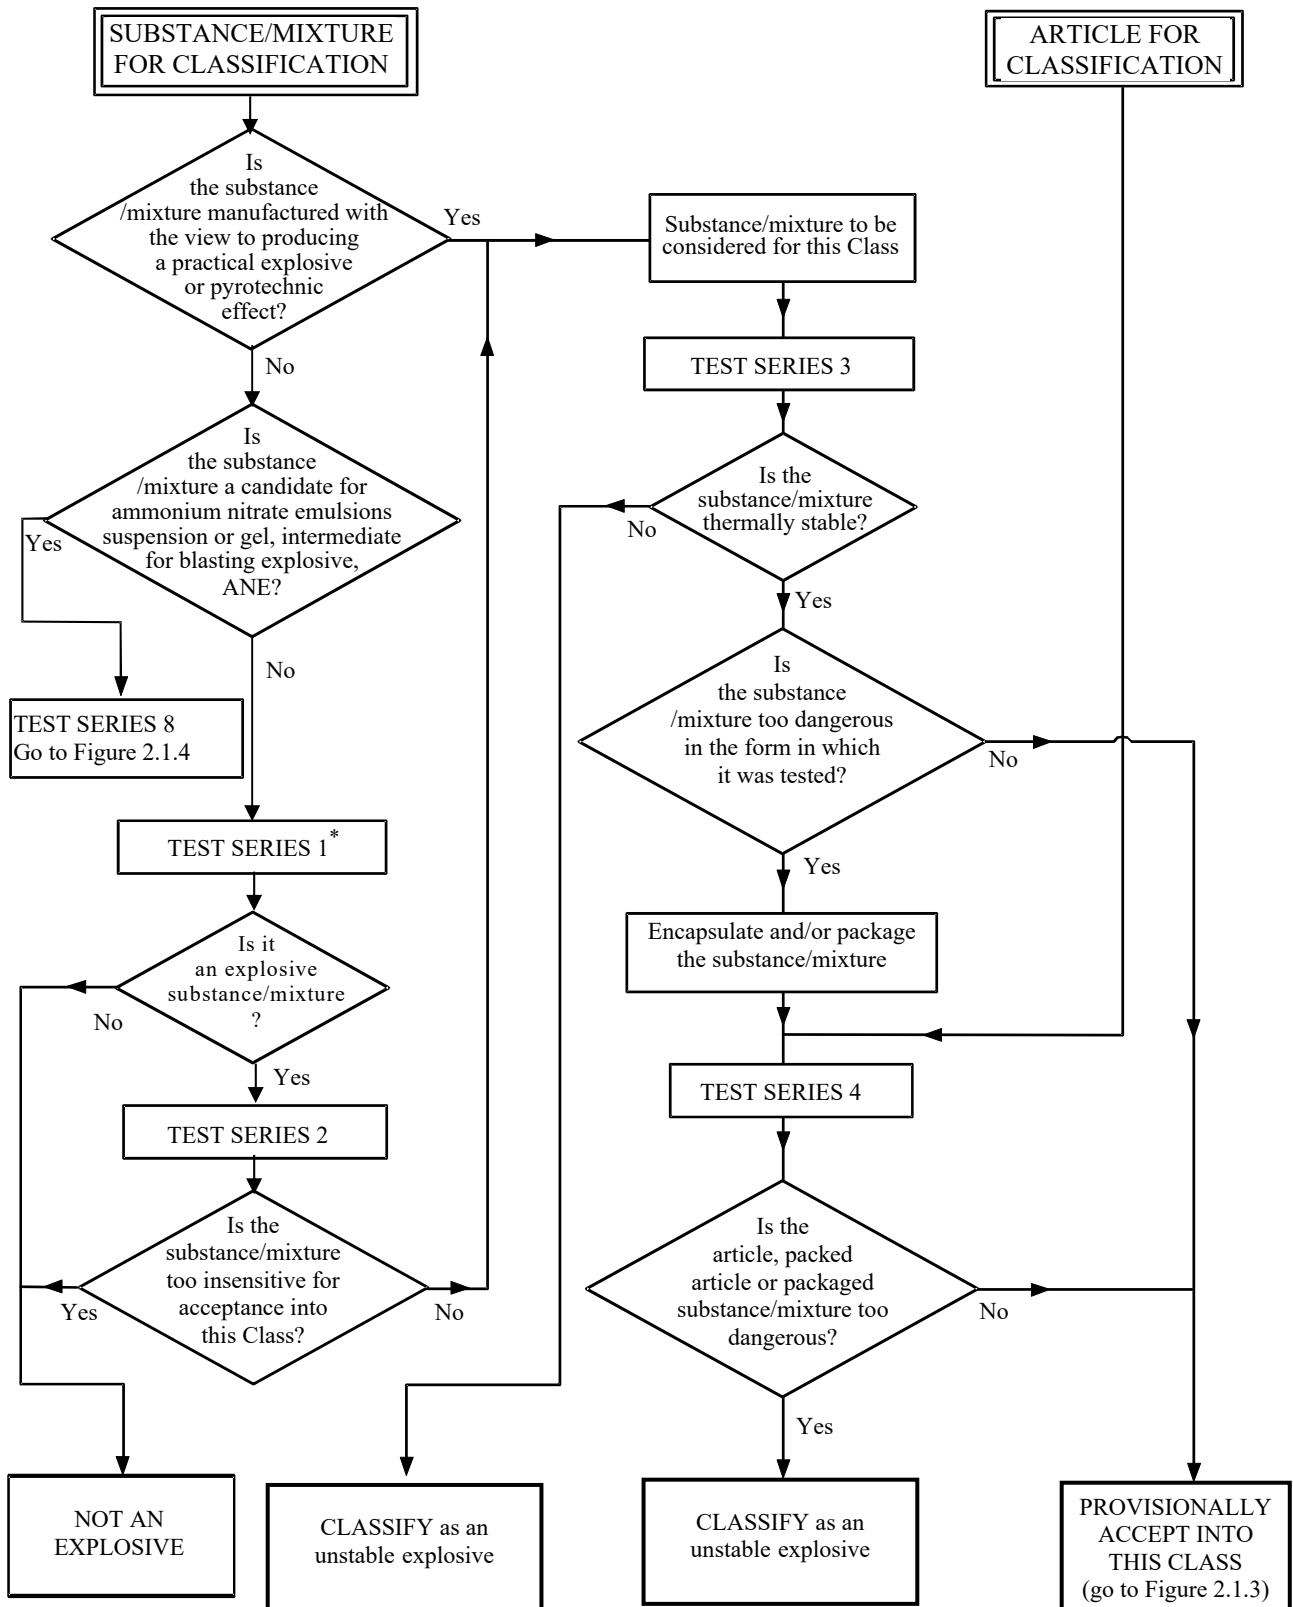 SUBSTANCE/MIXTURE
FOR CLASSIFICATION
ARTICLE FOR
CLASSIFICATION
Is
the substance
/mixture manufactured with
the view to producing
a practical explosive
or pyrotechnic
effect?
Yes
No
Substance/mixture to be
considered for this Class
TEST SERIES 3
Is
the substance
/mixture a candidate for
ammonium nitrate emulsions
suspension or gel, intermediate
for blasting explosive,
ANE?
Yes
No
Is the
substance/mixture
thermally stable?
No
Yes
TEST SERIES 8
Go to Figure 2.1.4
Is
the substance
/mixture too dangerous
in the form in which
it was tested?
No
Yes
TEST SERIES 1*
Is it
an explosive
substance/mixture
?
No
Yes
Encapsulate and/or package
the substance/mixture
TEST SERIES 2
TEST SERIES 4
Is the
substance/mixture
too insensitive for
acceptance into
this Class?
Yes
No
Is the
article, packed
article or packaged
substance/mixture too
dangerous?
No
Yes
NOT AN
EXPLOSIVE
CLASSIFY as an
unstable explosive
CLASSIFY as an
unstable explosive
PROVISIONALLY
ACCEPT INTO
THIS CLASS
(go to Figure 2.1.3)